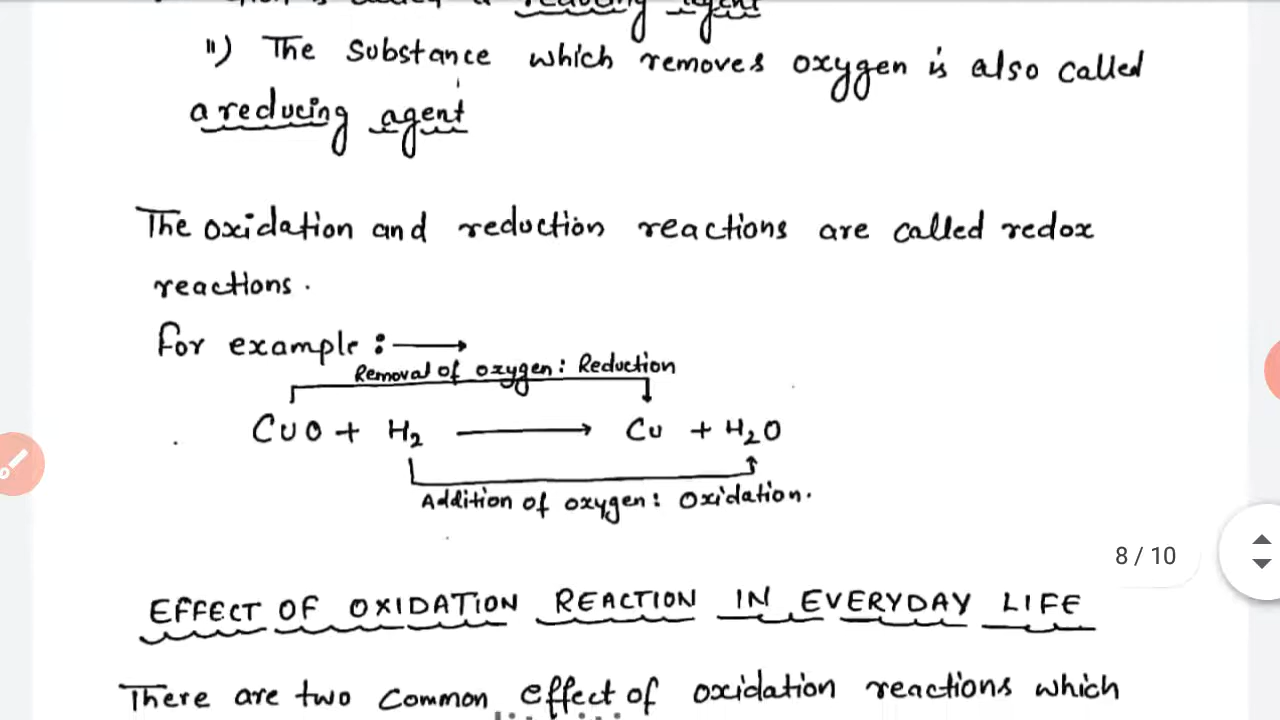 reducing agent
ii) The Substance which removes oxygen is also called
a reducing agent
The oxidation and reduction reactions are called redox
reactions.
For example :→
Removal of oxygen: Reduction
CuO + H₂ → Cu + H₂O
Addition of oxygen: Oxidation.
8 / 10
EFFECT OF OXIDATION REACTION IN EVERYDAY LIFE
There are two common effect of oxidation reactions which